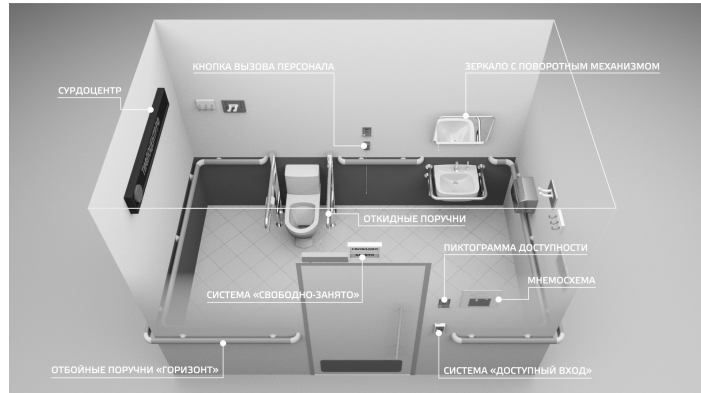 КНОПКА ВЫЗОВА ПЕРСОНАЛА
ЗЕРКАЛО С ПОВОРОТНЫМ МЕХАНИЗМОМ
СУРДОЦЕНТР
ОТКИДНЫЕ ПОРУЧНИ
ПИКТОГРАММА ДОСТУПНОСТИ
МНЕМОСХЕМА
СИСТЕМА «СВОБОДНО-ЗАНЯТО»
ОТБОЙНЫЕ ПОРУЧНИ «ГОРИЗОНТ»
СИСТЕМА «ДОСТУПНЫЙ ВХОД»